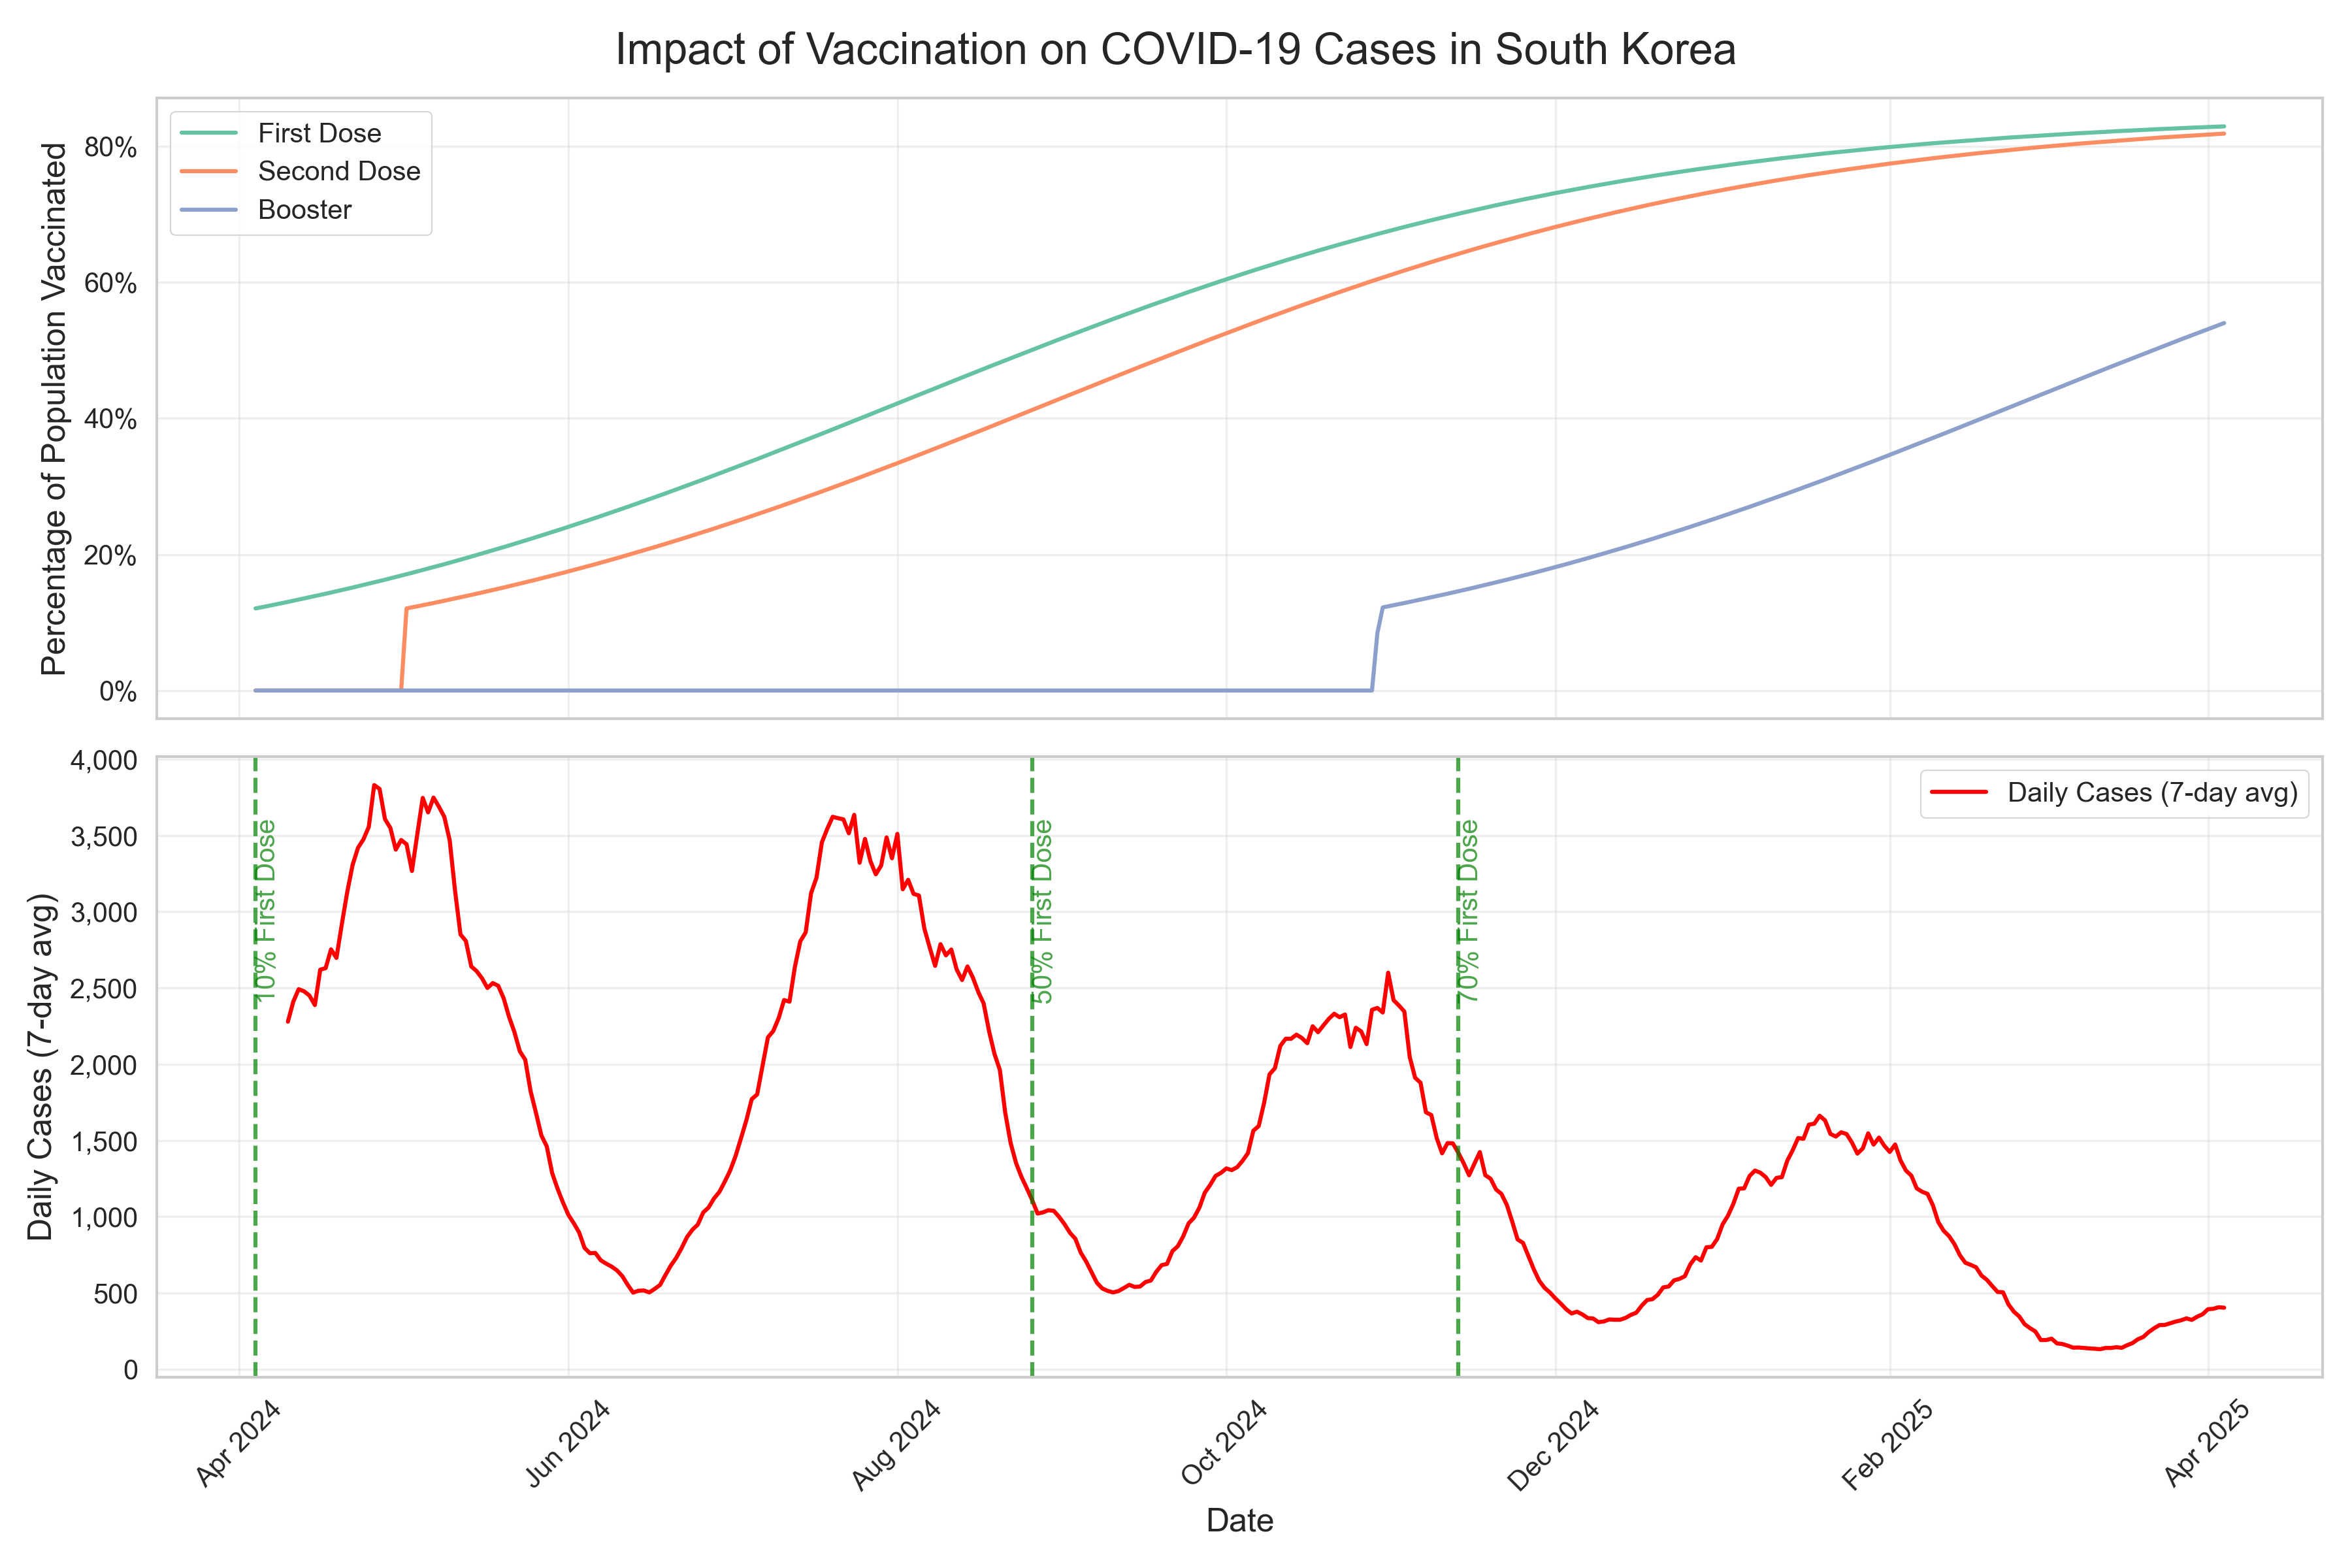 Impact of Vaccination on COVID-19 Cases in South Korea
Percentage of Population Vaccinated
80%
60%
40%
20%
0%
First Dose
Second Dose
Booster
Daily Cases (7-day avg)
4,000
3,500
3,000
2,500
2,000
1,500
1,000
500
0
10% First Dose
50% First Dose
70% First Dose
Daily Cases (7-day avg)
Apr 2024
Jun 2024
Aug 2024
Oct 2024
Dec 2024
Feb 2025
Apr 2025
Date